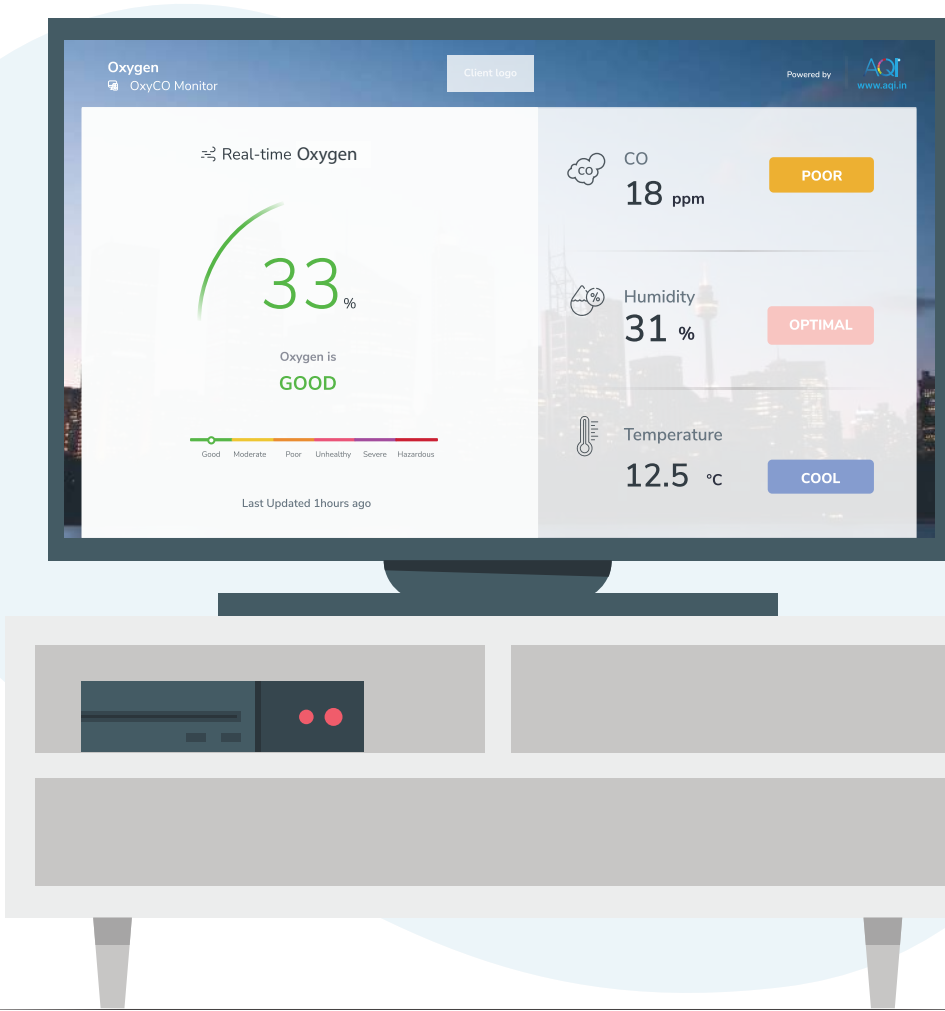 Oxygen
OxyCO Monitor
Client logo
Powered by
AQI
www.aqi.in
Real-time Oxygen
33 %
Oxygen is
GOOD
Good Moderate Poor Unhealthy Severe Hazardous
Last Updated 1hours ago
CO
CO
18 ppm
POOR
%
Humidity
31 %
OPTIMAL
Temperature
12.5 °C
COOL